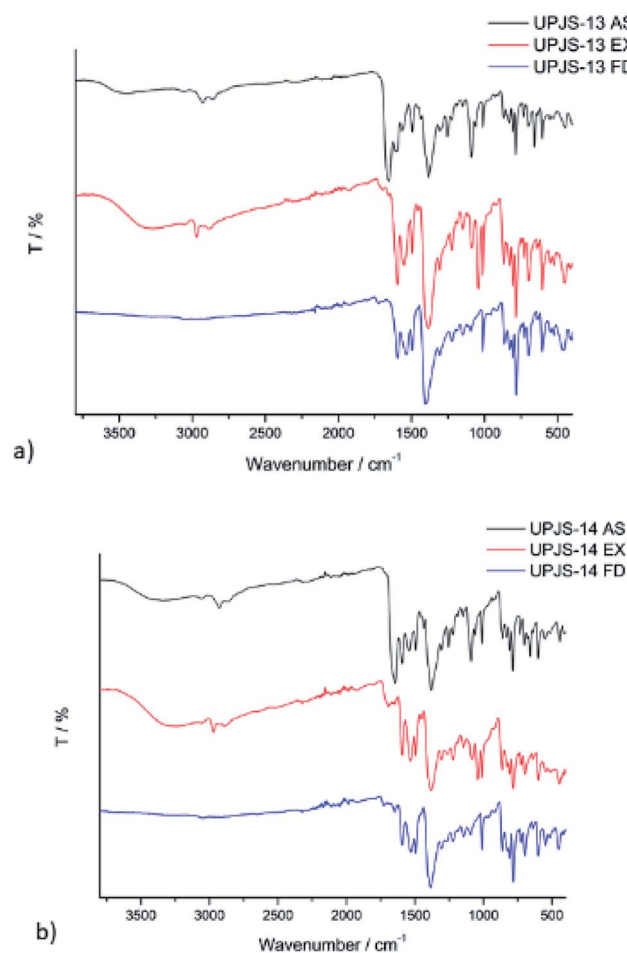 UPJS-13 AS
UPJS-13 EX
UPJS-13 FD
T / %
3500 3000 2500 2000 1500 1000 500
a)
Wavenumber / cm⁻¹
UPJS-14 AS
UPJS-14 EX
UPJS-14 FD
T / %
3500 3000 2500 2000 1500 1000 500
b)
Wavenumber / cm⁻¹